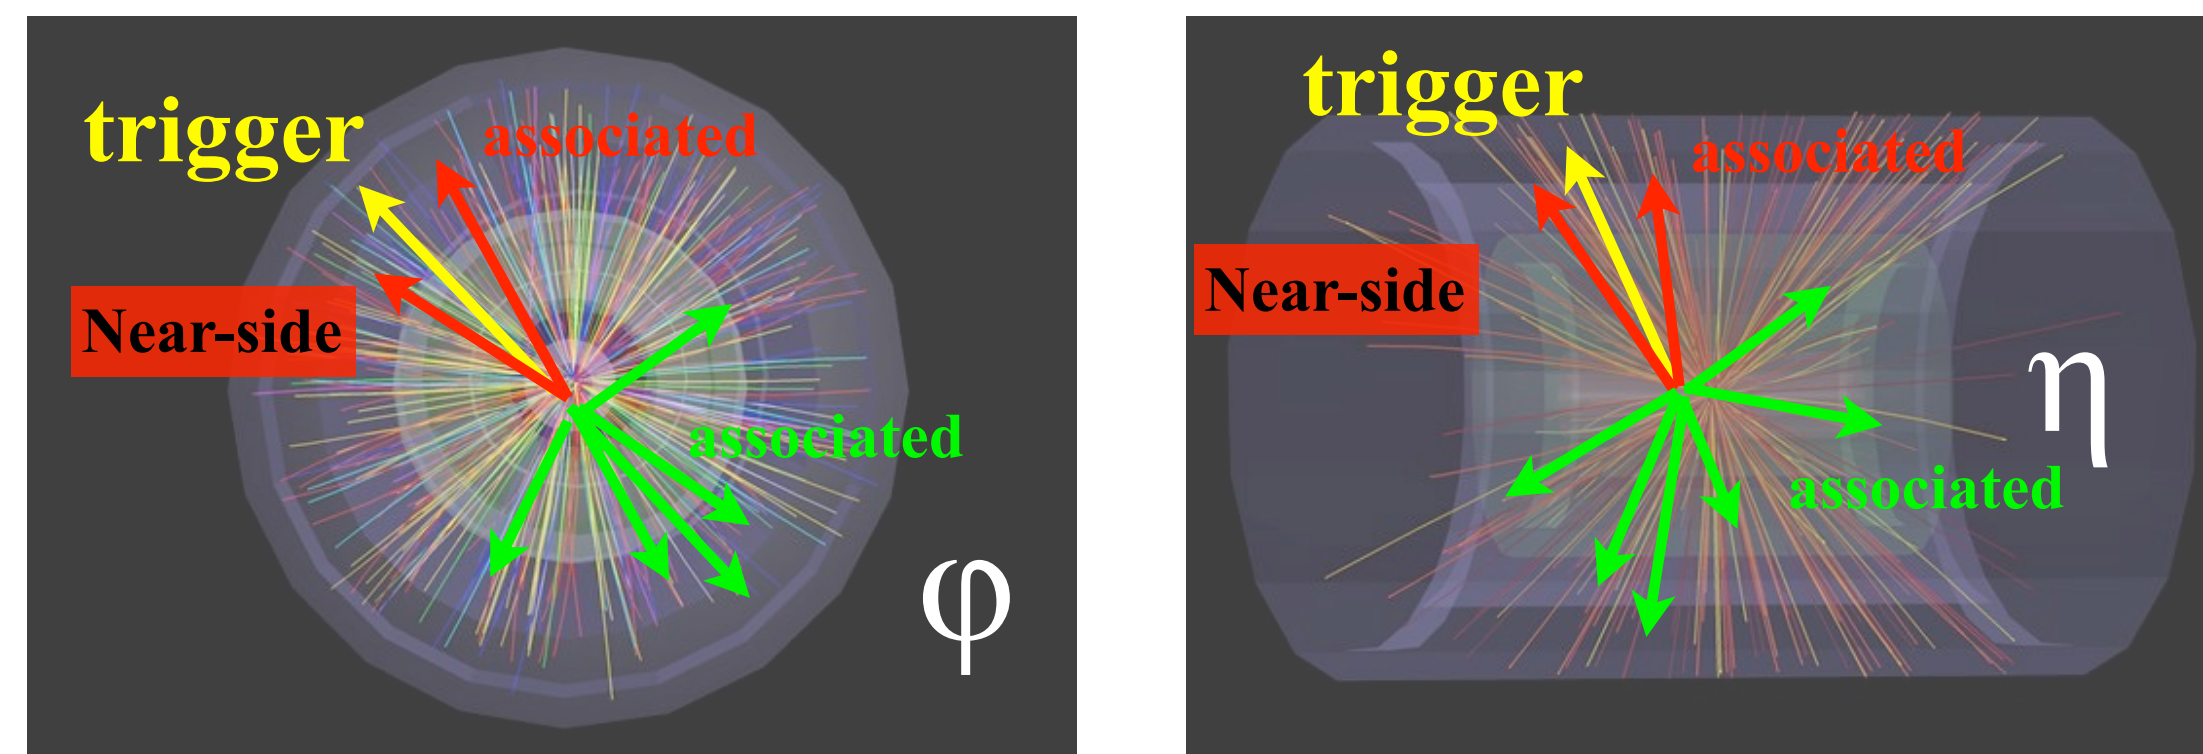 trigger
associated
Near-side
associated
φ
trigger
associated
Near-side
η
associated